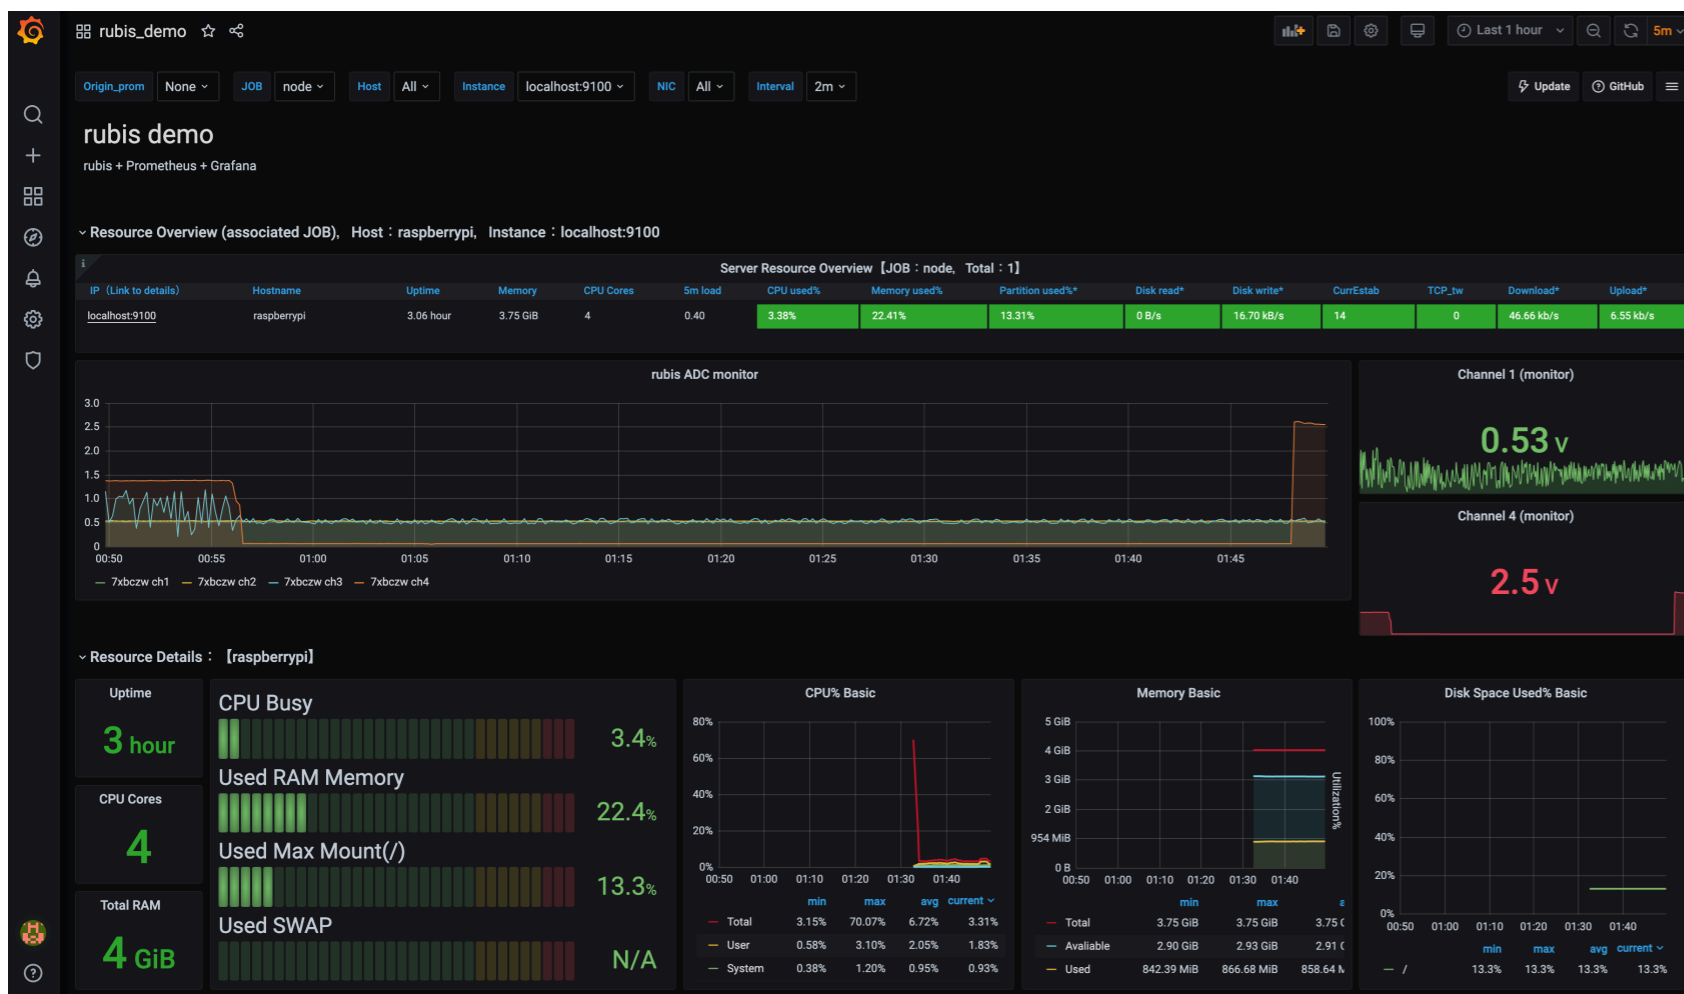 rubis_demo
Last 1 hour
5m
Origin_prom None JOB node Host All Instance localhost:9100 NIC All Interval 2m Update GitHub
rubis demo
rubis + Prometheus + Grafana
Resource Overview (associated JOB), Host：raspberrypi, Instance：localhost:9100
Server Resource Overview【JOB：node, Total：1】
IP（Link to details） Hostname Uptime Memory CPU Cores 5m load CPU used% Memory used% Partition used%* Disk read* Disk write* CurrEstab TCP_tw Download* Upload*
localhost:9100 raspberrypi 3.06 hour 3.75 GiB 4 0.40 3.38% 22.41% 13.31% 0 B/s 16.70 kB/s 14 0 46.66 kb/s 6.55 kb/s
rubis ADC monitor
3.0
2.5
2.0
1.5
1.0
0.5
0
00:50 00:55 01:00 01:05 01:10 01:15 01:20 01:25 01:30 01:35 01:40 01:45
7xbczw ch1 7xbczw ch2 7xbczw ch3 7xbczw ch4
Channel 1 (monitor)
0.53 V
Channel 4 (monitor)
2.5 V
Resource Details：【raspberrypi】
Uptime
3 hour
CPU Cores
4
Total RAM
4 GiB
CPU Busy
3.4%
Used RAM Memory
22.4%
Used Max Mount(/)
13.3%
Used SWAP
N/A
CPU% Basic
80%
60%
40%
20%
0%
00:50 01:00 01:10 01:20 01:30 01:40
min max avg current
Total 3.15% 70.07% 6.72% 3.31%
User 0.58% 3.10% 2.05% 1.83%
System 0.38% 1.20% 0.95% 0.93%
Memory Basic
5 GiB
4 GiB
3 GiB
2 GiB
954 MiB
0 B
Utilization%
00:50 01:00 01:10 01:20 01:30 01:40
min max a
Total 3.75 GiB 3.75 GiB 3.75
Avaliable 2.90 GiB 2.93 GiB 2.91
Used 842.39 MiB 866.68 MiB 858.64
Disk Space Used% Basic
100%
80%
60%
40%
20%
0%
00:50 01:00 01:10 01:20 01:30 01:40
min max avg current
/ 13.3% 13.3% 13.3% 13.3%